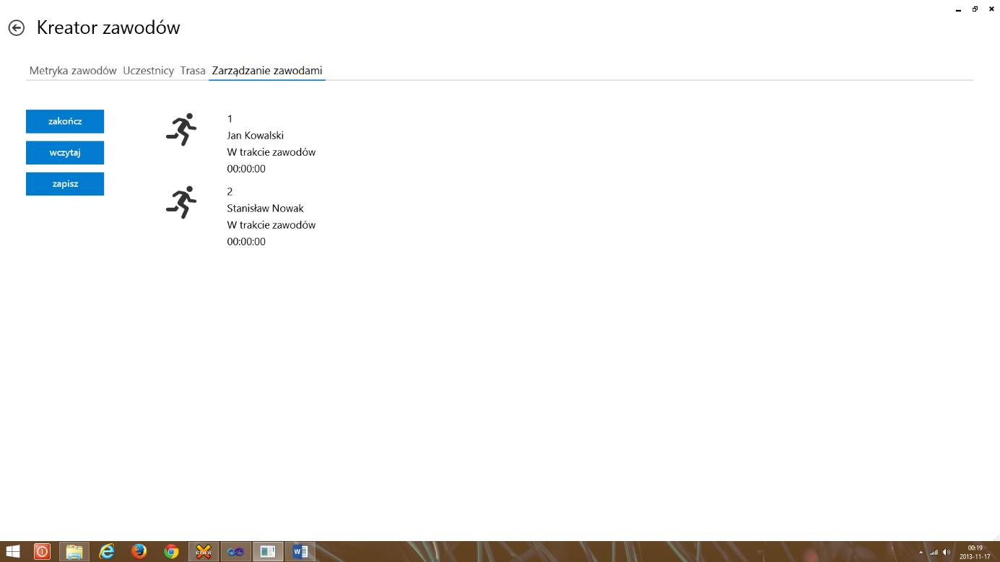 Kreator zawodów
Metryka zawodów Uczestnicy Trasa Zarządzanie zawodami
zakończ
wczytaj
zapisz
1
Jan Kowalski
W trakcie zawodów
00:00:00
2
Stanisław Nowak
W trakcie zawodów
00:00:00
00:19
2013-11-17